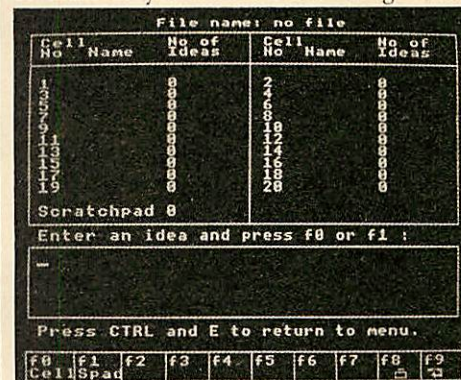 File name: no file
Cell No Name No of Ideas Cell No Name No of Ideas
1 0 2 0
3 0 4 0
5 0 6 0
7 0 8 0
9 0 10 0
11 0 12 0
13 0 14 0
15 0 16 0
17 0 18 0
19 0 20 0
Scratchpad 0
Enter an idea and press f0 or f1 :
Press CTRL and E to return to menu.
f0 f1 f2 f3 f4 f5 f6 f7 f8 f9
Cell Spad